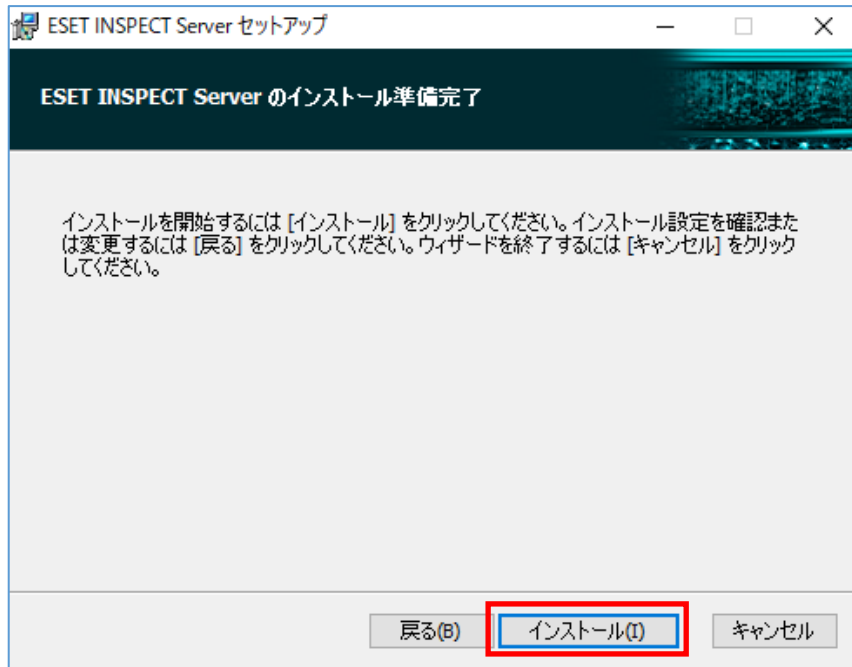 ESET INSPECT Server セットアップ
ESET INSPECT Server のインストール準備完了
インストールを開始するには [インストール] をクリックしてください。インストール設定を確認また
は変更するには [戻る] をクリックしてください。ウィザードを終了するには [キャンセル] をクリック
してください。
戻る(B) インストール(I) キャンセル